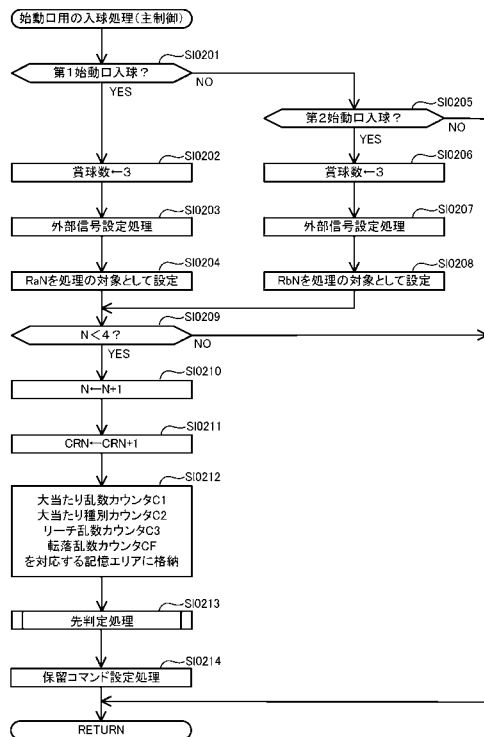 始動口用の入球処理(主制御)
SI0201
第1始動口入球？
NO
YES
SI0205
第2始動口入球？
NO
YES
SI0202
賞球数←3
SI0206
賞球数←3
SI0203
外部信号設定処理
SI0207
外部信号設定処理
SI0204
RaNを処理の対象として設定
SI0208
RbNを処理の対象として設定
SI0209
N＜4？
NO
YES
SI0210
N←N+1
SI0211
CRN←CRN+1
SI0212
大当たり乱数カウンタC1
大当たり種別カウンタC2
リーチ乱数カウンタC3
転落乱数カウンタCF
を対応する記憶エリアに格納
SI0213
先判定処理
SI0214
保留コマンド設定処理
RETURN